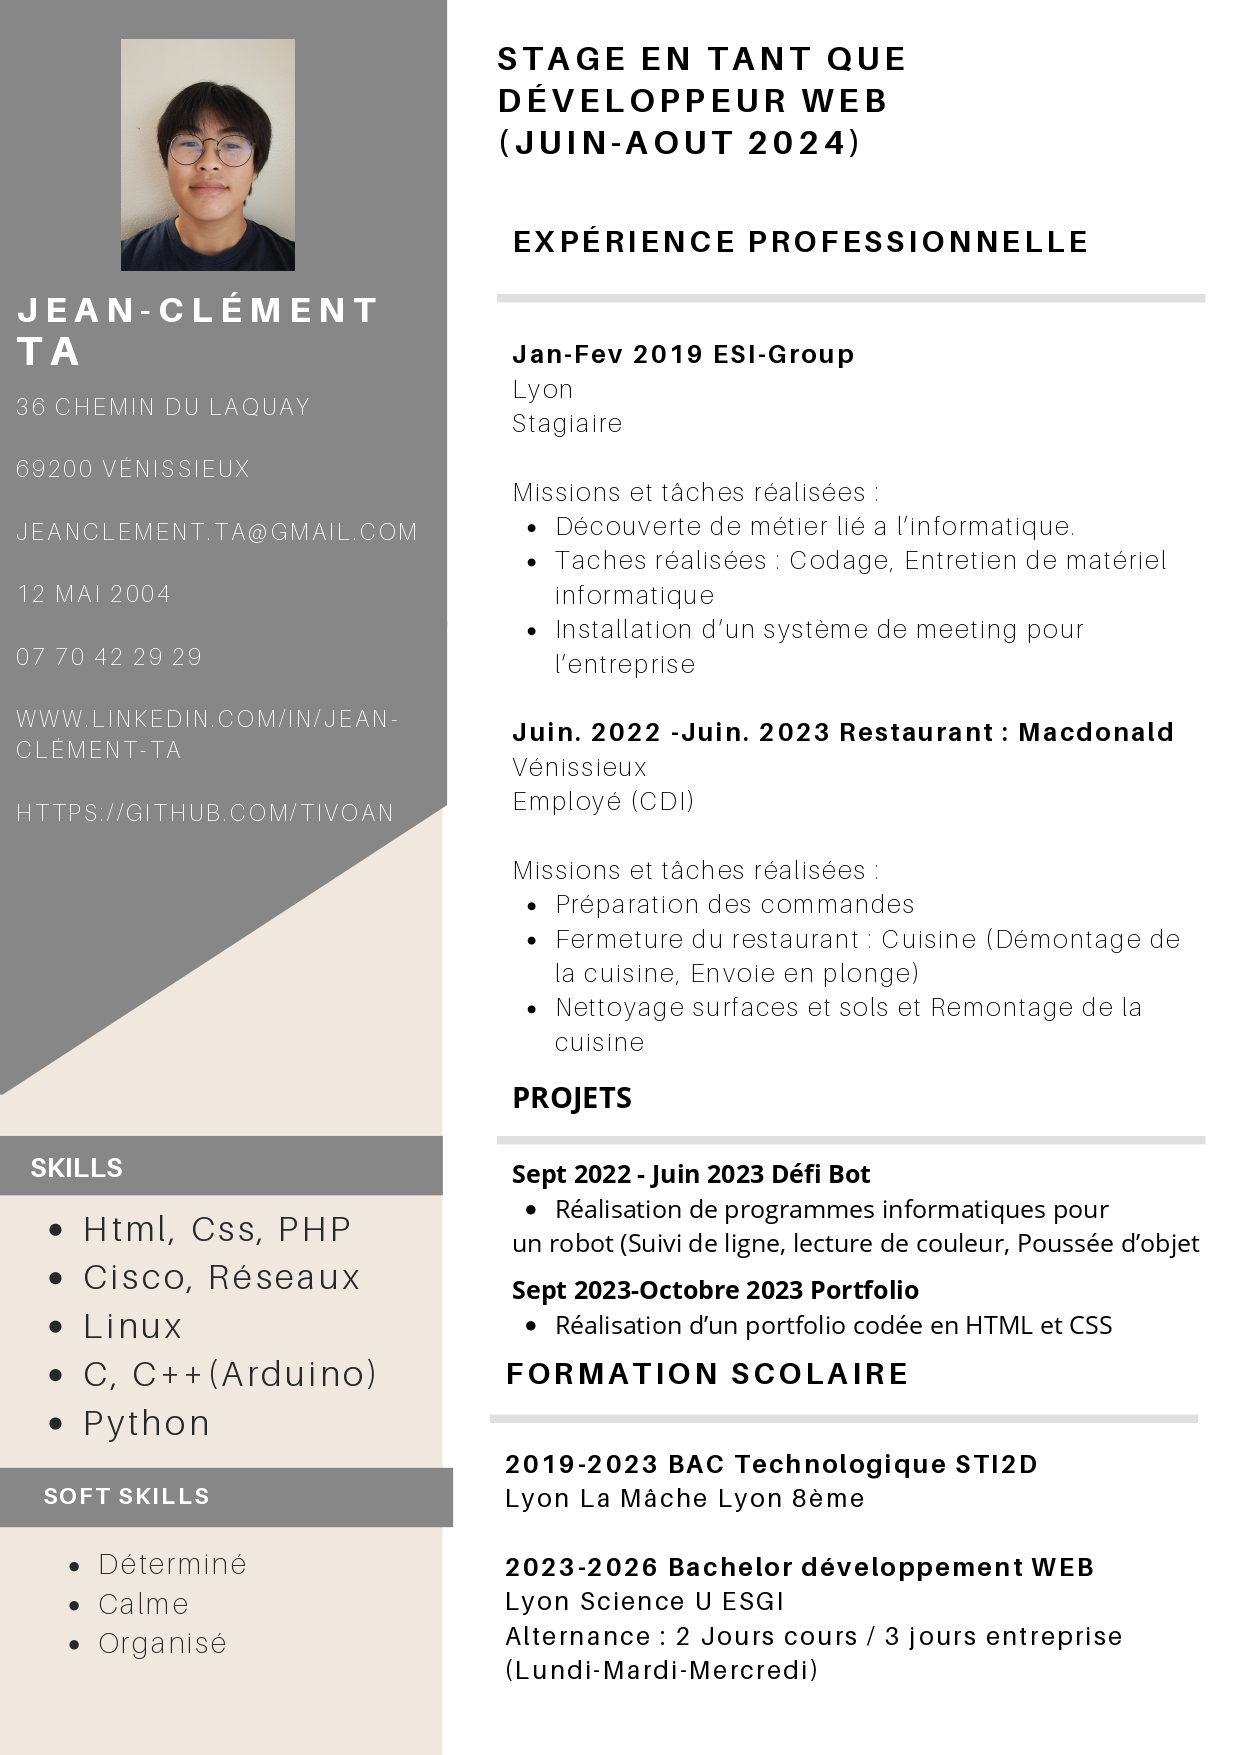 JEAN-CLÉMENT
TA
36 CHEMIN DU LAQUAY
69200 VÉNISSIEUX
JEANCLEMENT.TA@GMAIL.COM
12 MAI 2004
07 70 42 29 29
WWW.LINKEDIN.COM/IN/JEAN-
CLÉMENT-TA
HTTPS://GITHUB.COM/TIVOAN
SKILLS
• Html, Css, PHP
• Cisco, Réseaux
• Linux
• C, C++(Arduino)
• Python
SOFT SKILLS
• Déterminé
• Calme
• Organisé
STAGE EN TANT QUE
DÉVELOPPEUR WEB
(JUIN-AOUT 2024)
EXPÉRIENCE PROFESSIONNELLE
Jan-Fev 2019 ESI-Group
Lyon
Stagiaire
Missions et tâches réalisées :
• Découverte de métier lié a l’informatique.
• Taches réalisées : Codage, Entretien de matériel
informatique
• Installation d’un système de meeting pour
l’entreprise
Juin. 2022 -Juin. 2023 Restaurant : Macdonald
Vénissieux
Employé (CDI)
Missions et tâches réalisées :
• Préparation des commandes
• Fermeture du restaurant : Cuisine (Démontage de
la cuisine, Envoie en plonge)
• Nettoyage surfaces et sols et Remontage de la
cuisine
PROJETS
Sept 2022 - Juin 2023 Défi Bot
• Réalisation de programmes informatiques pour
un robot (Suivi de ligne, lecture de couleur, Poussée d’objet
Sept 2023-Octobre 2023 Portfolio
• Réalisation d’un portfolio codée en HTML et CSS
FORMATION SCOLAIRE
2019-2023 BAC Technologique STI2D
Lyon La Mâche Lyon 8ème
2023-2026 Bachelor développement WEB
Lyon Science U ESGI
Alternance : 2 Jours cours / 3 jours entreprise
(Lundi-Mardi-Mercredi)